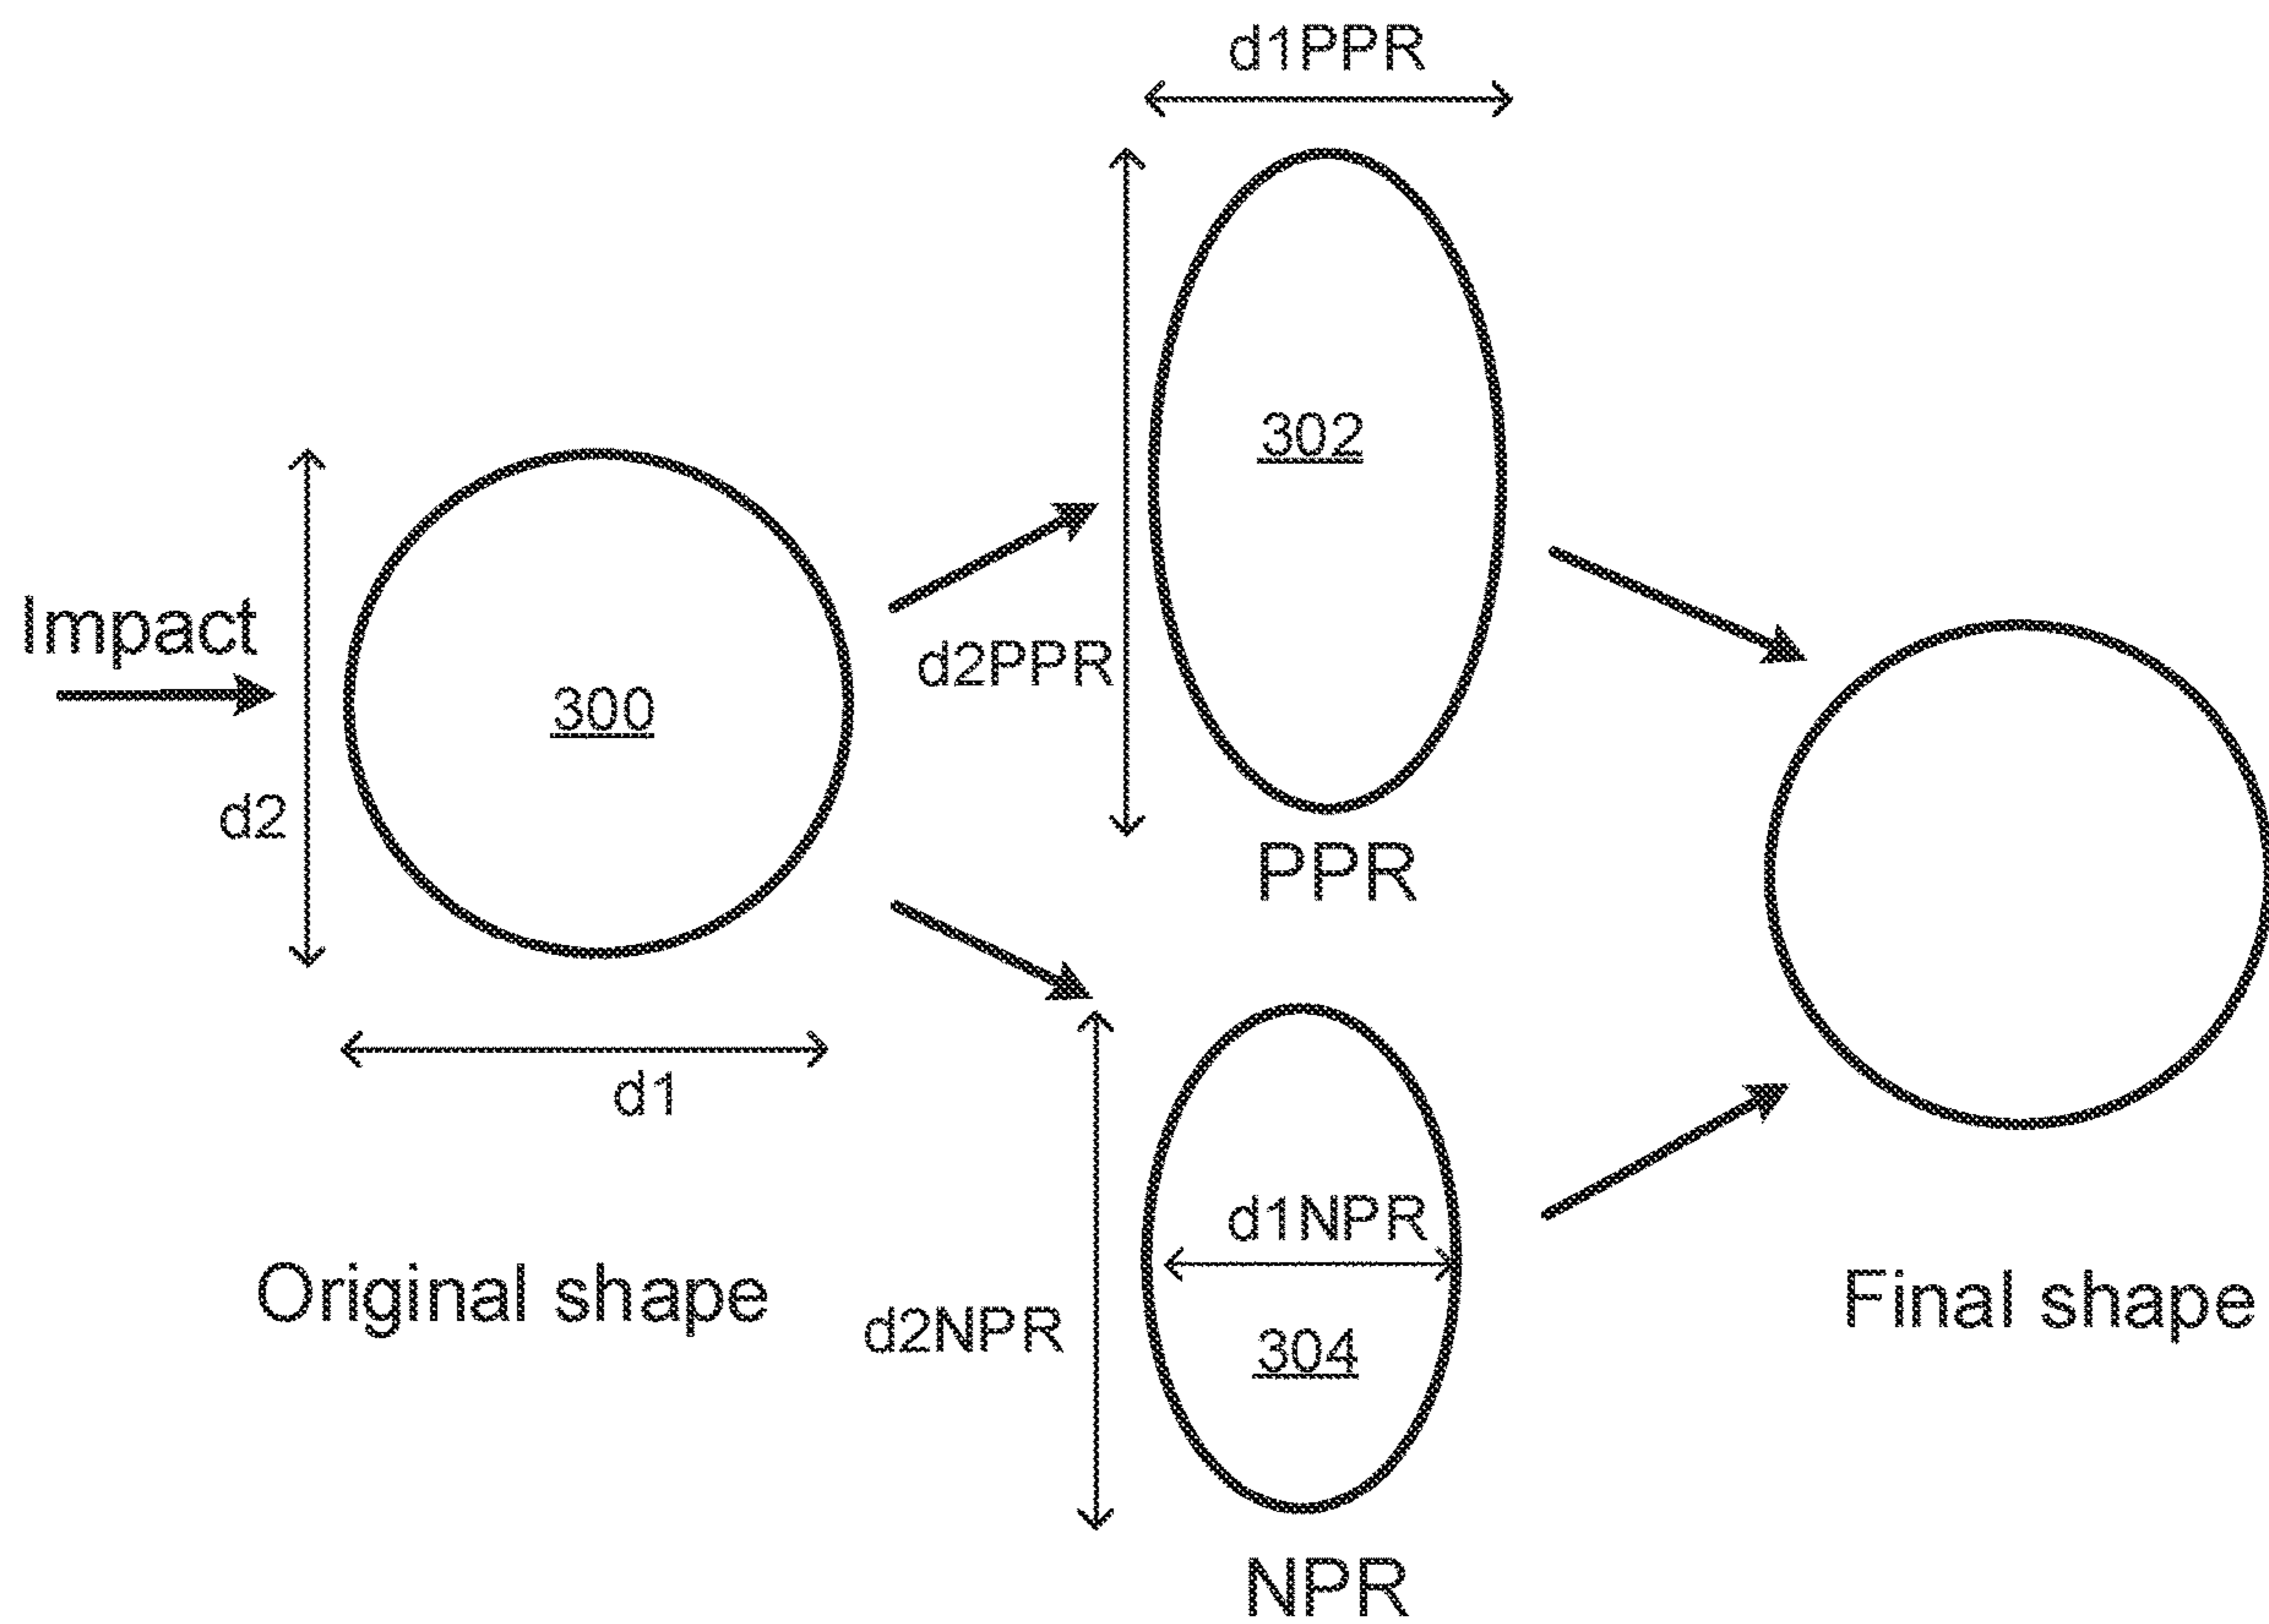 d1PPR
302
Impact
d2PPR
300
d2
PPR
d1
d1NPR
Original shape
Final shape
d2NPR
304
NPR